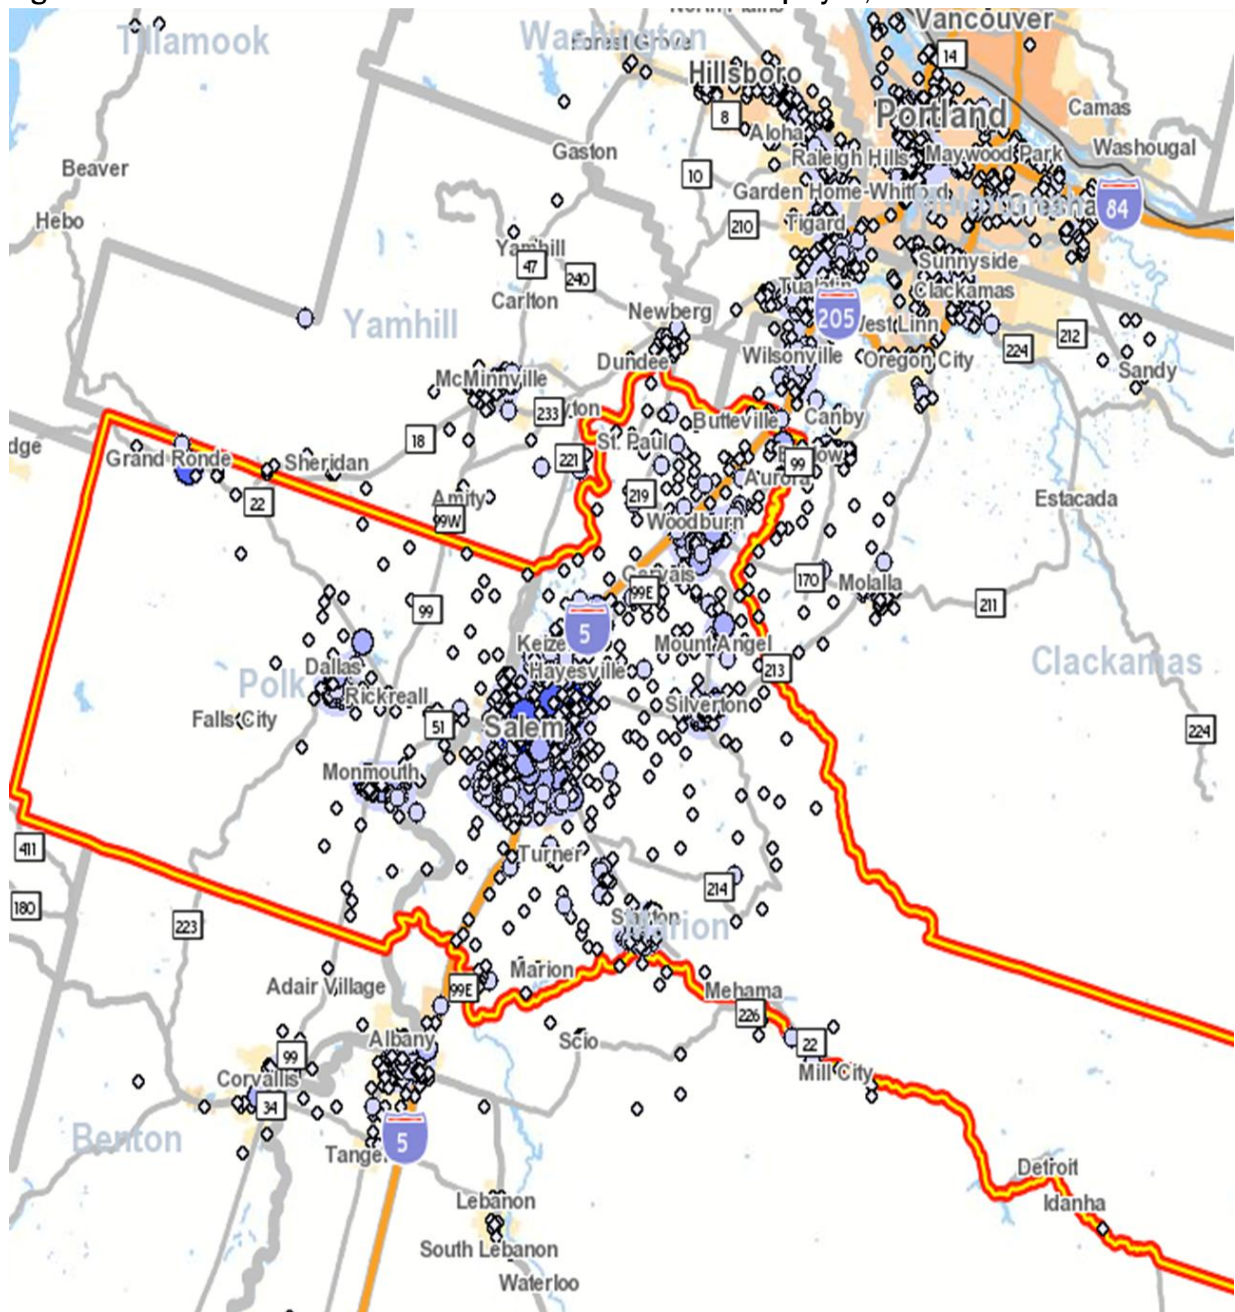 North Plains
Vancouver
Tillamook
Washington
Forest Grove
14
Hillsboro
8
Portland
Camas
Aloha
Gaston
Raleigh Hills
Maywood Park
Washougal
Beaver
10
Garden Home-Whitford
84
Hebo
210
Tigard
Yamhill
47
240
Sunnyside
Carlton
Tualatin
Clackamas
Newberg
205
West Linn
Yamhill
212
224
Dundee
Wilsonville
Oregon City
Sandy
McMinnville
233
Butteville
Canby
18
St. Paul
221
99
Grand Ronde
Sheridan
Aurora
22
Amity
219
Estacada
99W
Woodburn
Gervais
170
Molalla
99E
211
99
5
Keize
Mount Angel
Hayesville
213
Clackamas
Dallas
Polk
Rickreall
Silverton
Falls City
51
Salem
224
Monmouth
411
Turner
214
180
223
Marion
Marion
Adair Village
99E
Mehama
226
Albany
Scio
22
99
Mill City
Corvallis
34
Benton
5
Tange
Detroit
Idanha
Lebanon
South Lebanon
Waterloo